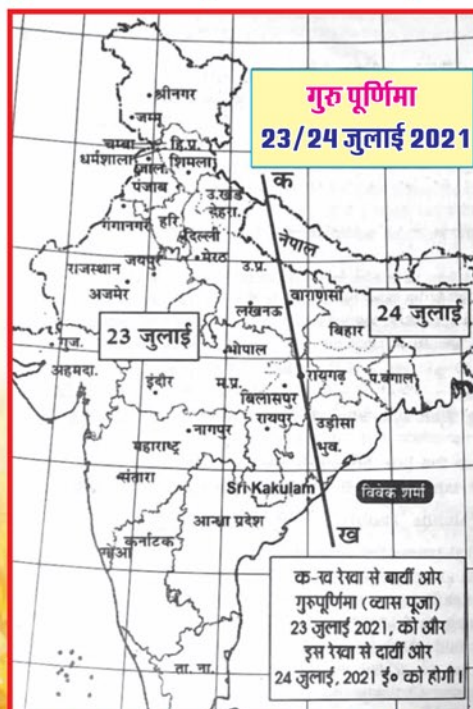 गुरु पूर्णिमा
23/24 जुलाई 2021
श्रीनगर
जम्मू
चम्बा
हि.प्र.
धर्मशाला
जाल.
शिमला
पंजाब
उ.खंड
देहरा.
क
गंगानगर
हरि.
दिल्ली
नेपाल
राजस्थान
जयपुर
मेरठ
उ.प्र.
अजमेर
लखनऊ
वाराणसी
24 जुलाई
23 जुलाई
बिहार
गुज.
भोपाल
अहमदा.
रायगढ़
प.बंगाल
इंदौर
म.प्र.
बिलासपुर
रायपुर
उड़ीसा
नागपुर
भुव.
महाराष्ट्र
सतारा
Sri Kakulam
विवेक शर्मा
आन्ध्रा प्रदेश
ख
कर्नाटक
गोआ
क-ख रेखा से बायीं ओर
गुरुपूर्णिमा (व्यास पूजा)
23 जुलाई 2021, को और
इस रेखा से दायीं ओर
24 जुलाई, 2021 ई० को होगी।
ता. ना.